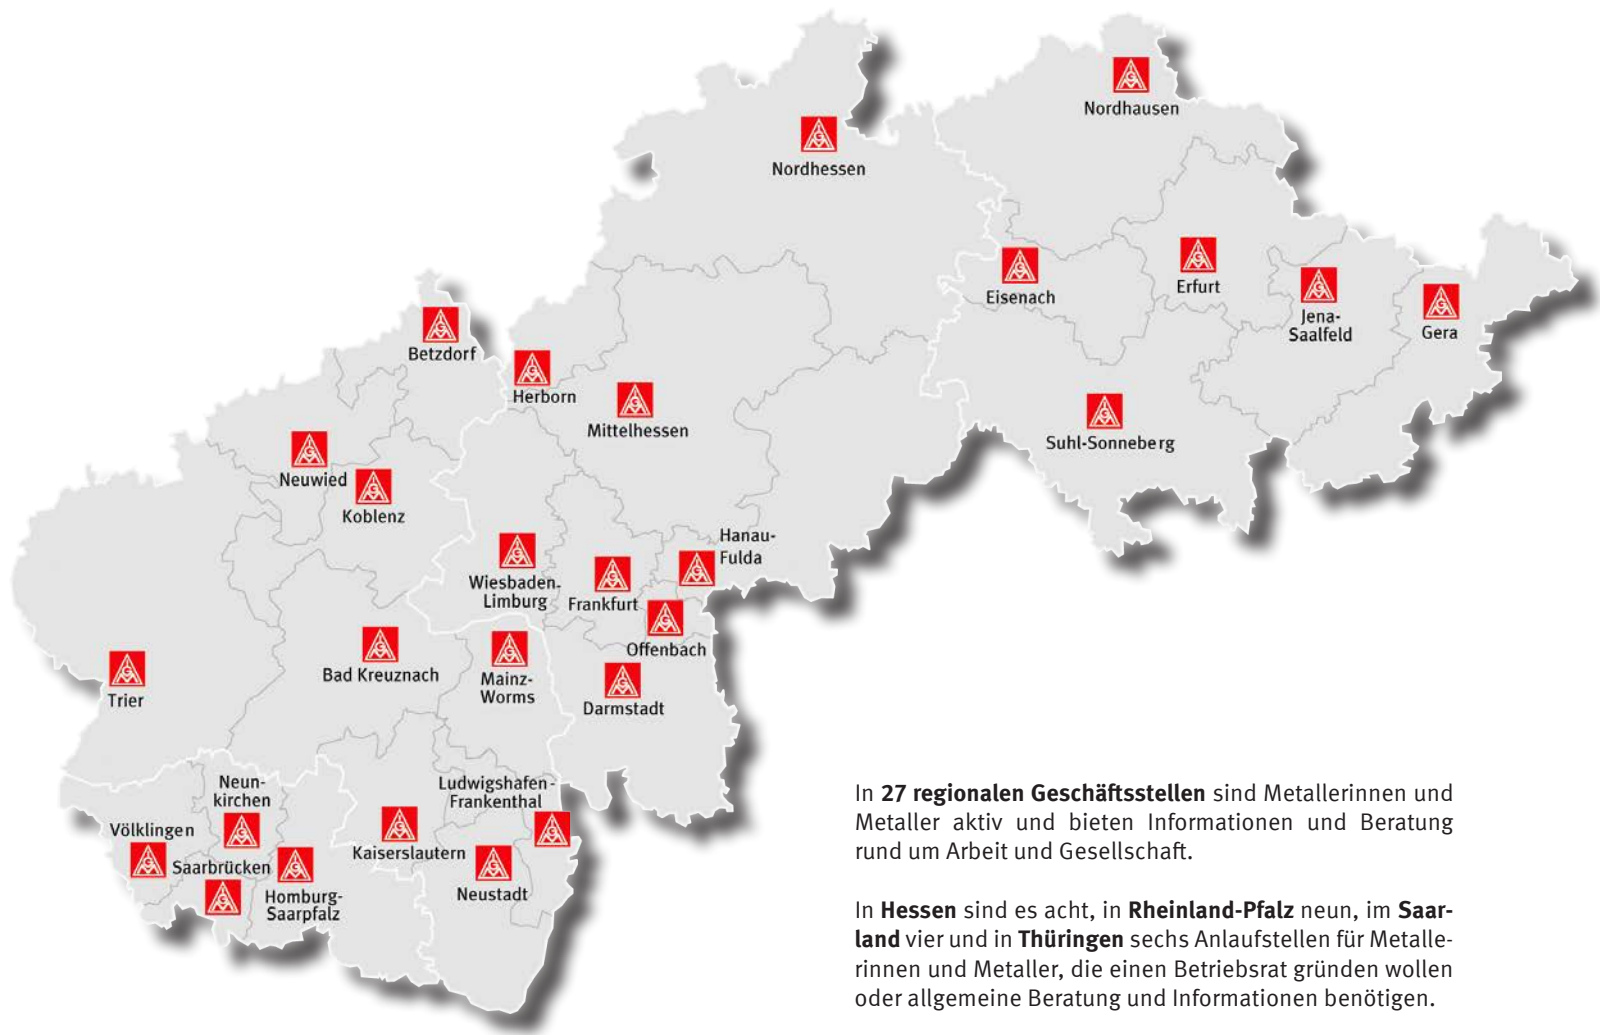 Nordhausen
Nordhessen
Eisenach
Erfurt
Jena-
Saalfeld
Gera
Betzdorf
Herborn
Mittelhessen
Suhl-Sonneberg
Neuwied
Koblenz
Hanau-
Fulda
Wiesbaden-
Limburg
Frankfurt
Offenbach
Trier
Bad Kreuznach
Mainz-
Worms
Darmstadt
Neun-
kirchen
Ludwigshafen-
Frankenthal
Völklingen
Saarbrücken
Kaiserslautern
Homburg-
Saarpfalz
Neustadt
In 27 regionalen Geschäftsstellen sind Metallerinnen und
Metaller aktiv und bieten Informationen und Beratung
rund um Arbeit und Gesellschaft.
In Hessen sind es acht, in Rheinland-Pfalz neun, im Saar-
land vier und in Thüringen sechs Anlaufstellen für Metalle-
rinnen und Metaller, die einen Betriebsrat gründen wollen
oder allgemeine Beratung und Informationen benötigen.